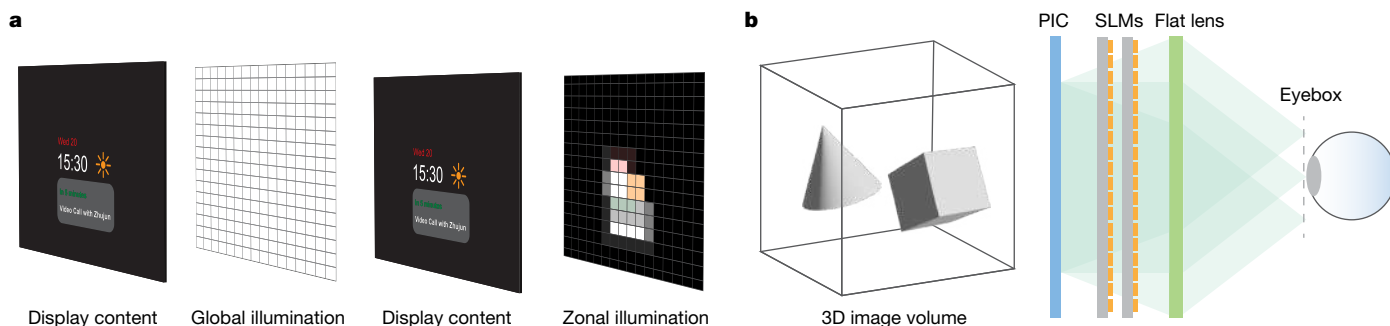 a
Wed 20
15:30
Video Call with Zhujun
Display content
Global illumination
Wed 20
15:30
Video Call with Zhujun
Display content
Zonal illumination
b
3D image volume
PIC
SLMs
Flat lens
Eyebox